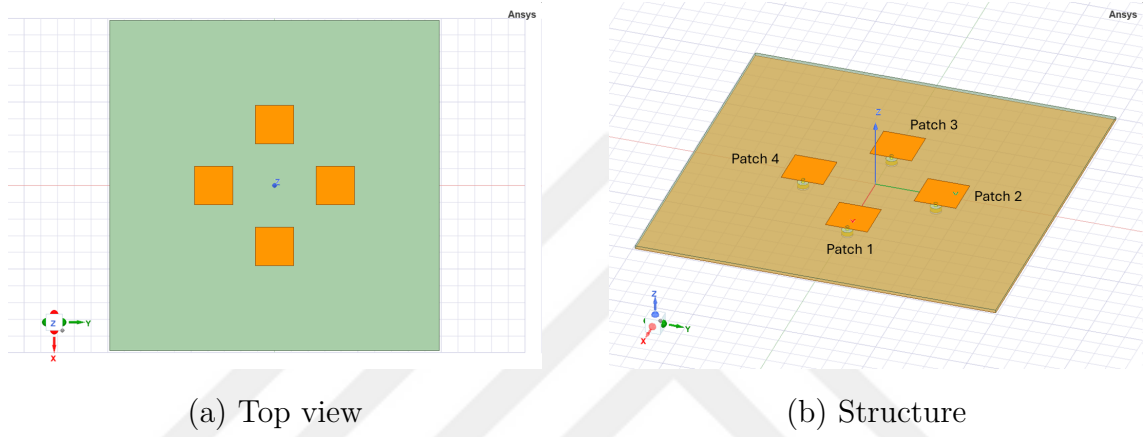 Ansys
Z
Z
Y
X
(a) Top view
Ansys
Z
Patch 3
Patch 4
Y
Patch 2
Patch 1
Z
Y
X
(b) Structure